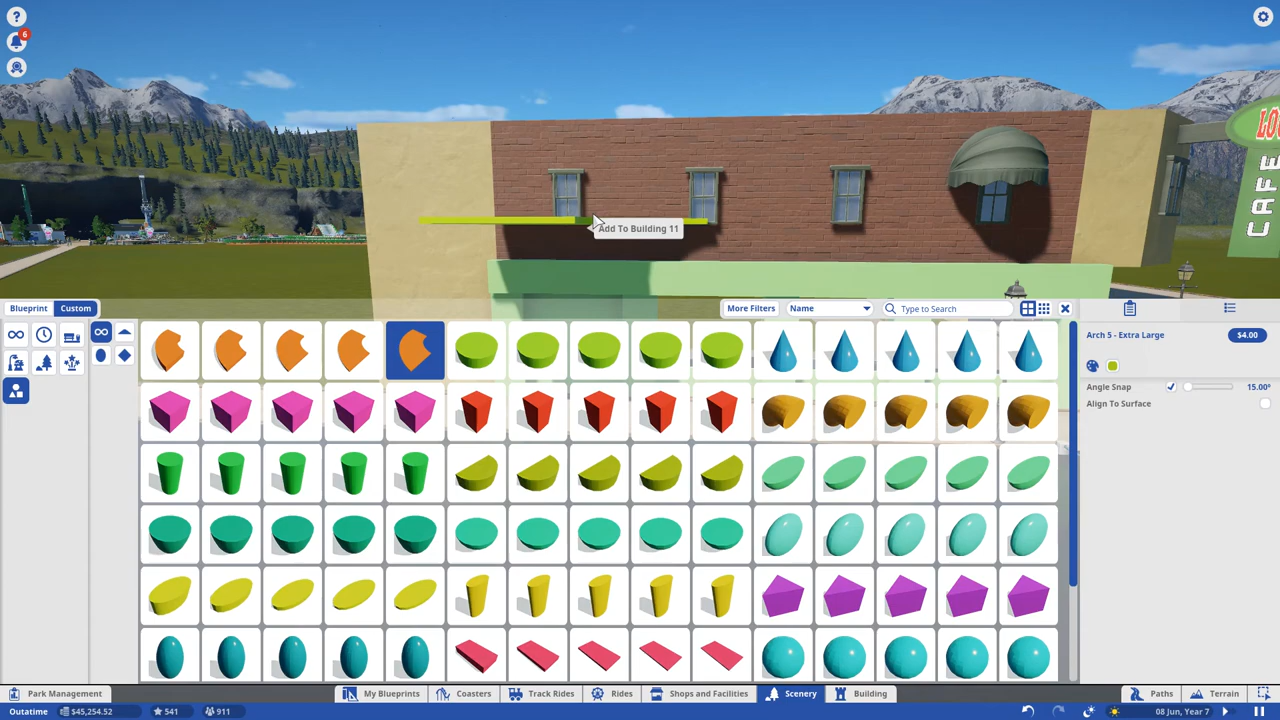 ?
6
LO
CAFE
Add To Building 11
Blueprint
Custom
More Filters
Name
Type to Search
Arch 5 - Extra Large
$4.00
Angle Snap
15.00°
Align To Surface
Park Management
My Blueprints
Coasters
Track Rides
Rides
Shops and Facilities
Scenery
Building
Paths
Terrain
Outatime
$45,254.52
541
911
08 Jun, Year 7